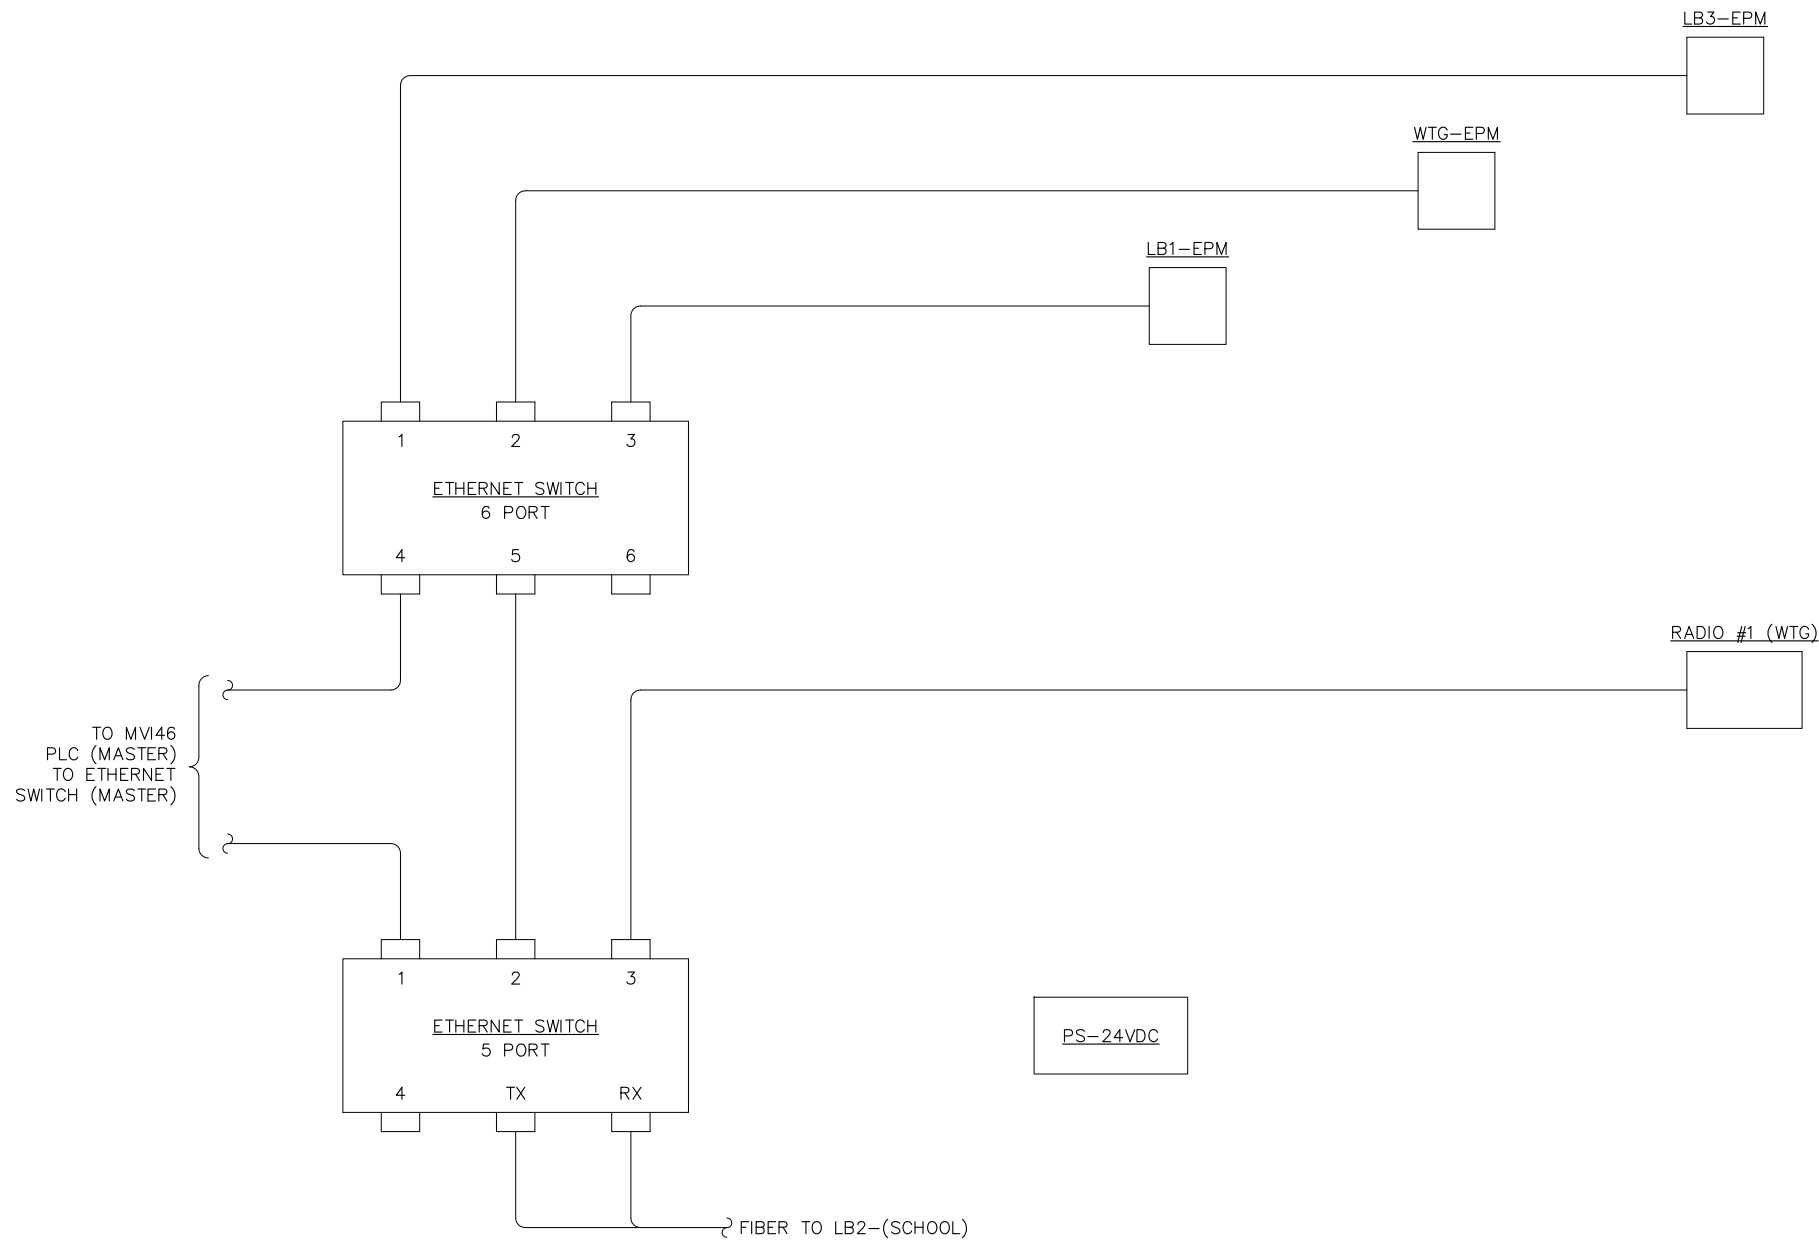 LB3-EPM
WTG-EPM
LB1-EPM
1 2 3
ETHERNET SWITCH
6 PORT
4 5 6
RADIO #1 (WTG)
TO MVI46
PLC (MASTER)
TO ETHERNET
SWITCH (MASTER)
1 2 3
ETHERNET SWITCH
5 PORT
4 TX RX
PS-24VDC
FIBER TO LB2-(SCHOOL)